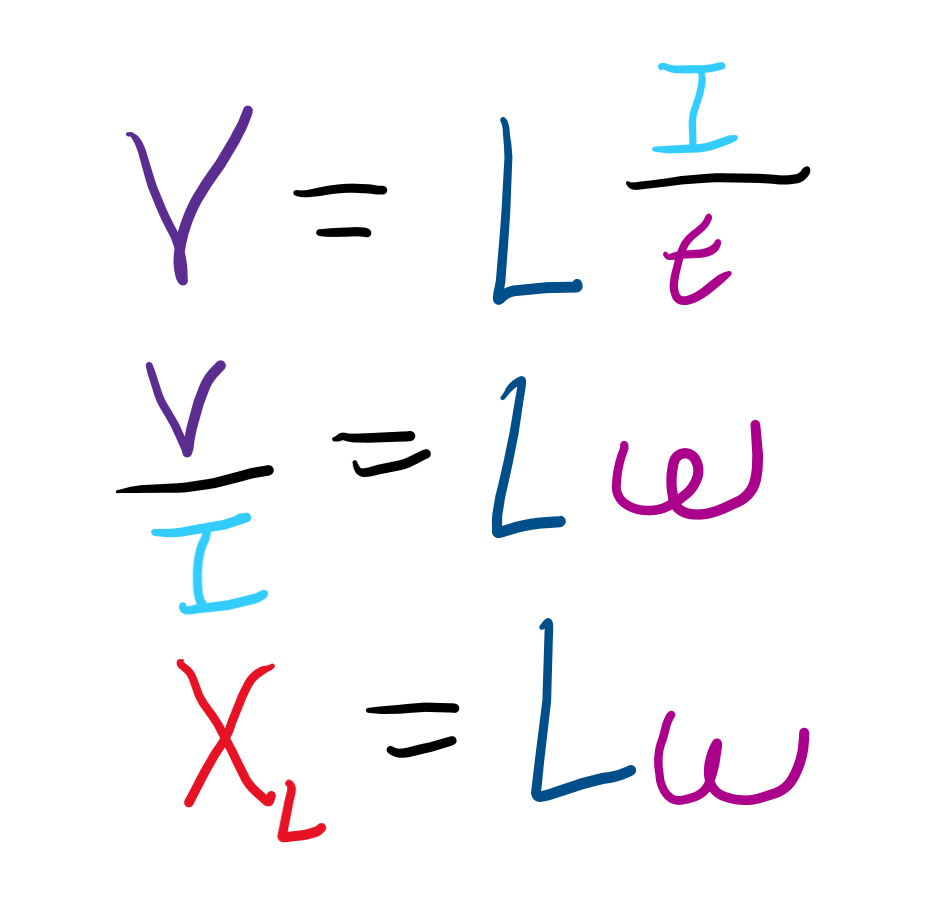 V = L I/t
V/I = Lω
X_L = Lω